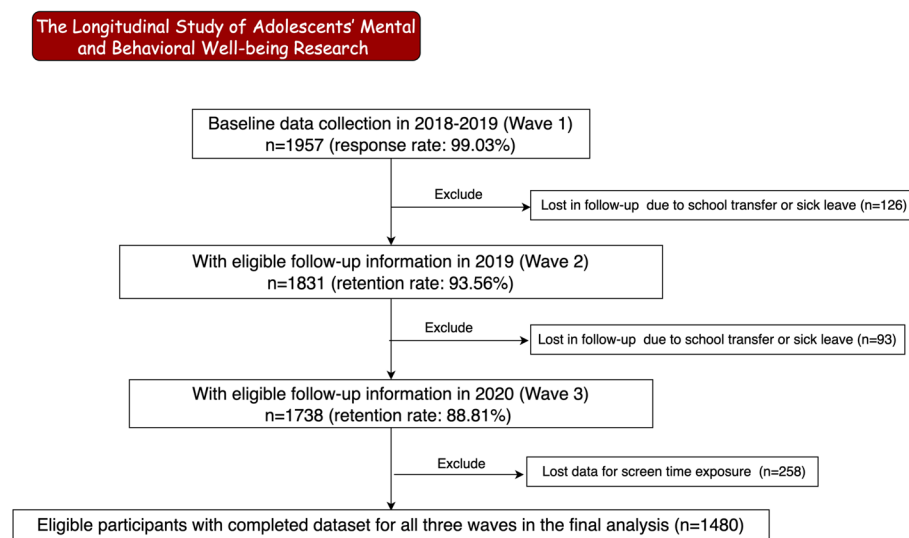 The Longitudinal Study of Adolescents' Mental
and Behavioral Well-being Research
Baseline data collection in 2018-2019 (Wave 1)
n=1957 (response rate: 99.03%)
Exclude
Lost in follow-up due to school transfer or sick leave (n=126)
With eligible follow-up information in 2019 (Wave 2)
n=1831 (retention rate: 93.56%)
Exclude
Lost in follow-up due to school transfer or sick leave (n=93)
With eligible follow-up information in 2020 (Wave 3)
n=1738 (retention rate: 88.81%)
Exclude
Lost data for screen time exposure (n=258)
Eligible participants with completed dataset for all three waves in the final analysis (n=1480)